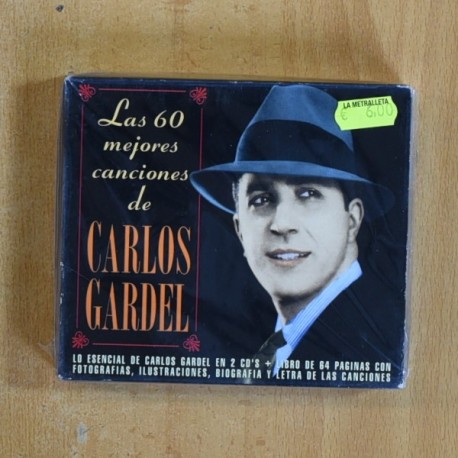 LA METRALLETA
€ 6,00
Las 60
mejores
canciones
de
CARLOS
GARDEL
LO ESENCIAL DE CARLOS GARDEL EN 2 CD'S + LIBRO DE 64 PAGINAS CON
FOTOGRAFIAS, ILUSTRACIONES, BIOGRAFIA Y LETRA DE LAS CANCIONES